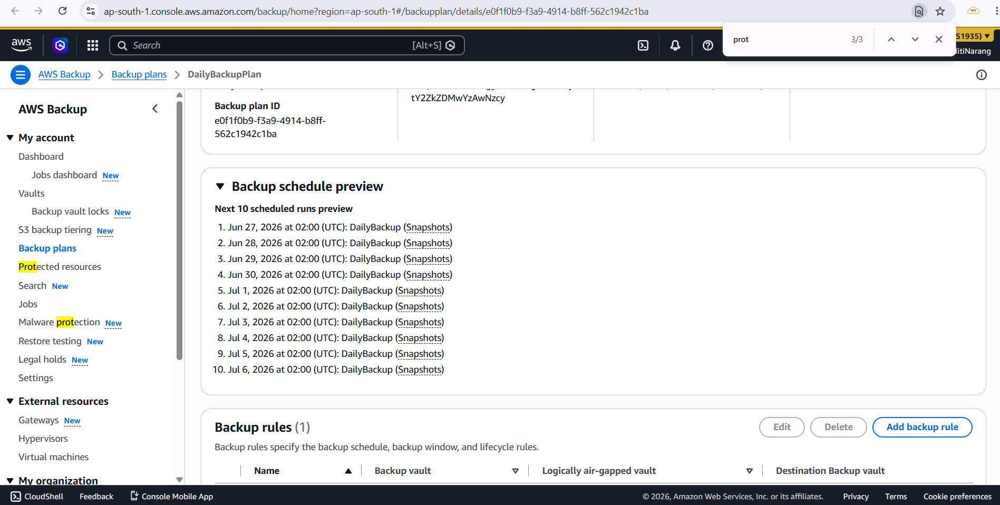 ap-south-1.console.aws.amazon.com/backup/home?region=ap-south-1#/backupplan/details/e0f1f0b9-f3a9-4914-b8ff-562c1942c1ba
aws
prot 3/3
aws
Search [Alt+S]
51935)
itiNarang
AWS Backup Backup plans DailyBackupPlan
AWS Backup
My account
Dashboard
Jobs dashboard New
Vaults
Backup vault locks New
S3 backup tiering New
Backup plans
Protected resources
Search New
Jobs
Malware protection New
Restore testing New
Legal holds New
Settings
External resources
Gateways New
Hypervisors
Virtual machines
My organization
tY2ZkZDMwYzAwNzcy
Backup plan ID
e0f1f0b9-f3a9-4914-b8ff-
562c1942c1ba
Backup schedule preview
Next 10 scheduled runs preview
1. Jun 27, 2026 at 02:00 (UTC): DailyBackup (Snapshots)
2. Jun 28, 2026 at 02:00 (UTC): DailyBackup (Snapshots)
3. Jun 29, 2026 at 02:00 (UTC): DailyBackup (Snapshots)
4. Jun 30, 2026 at 02:00 (UTC): DailyBackup (Snapshots)
5. Jul 1, 2026 at 02:00 (UTC): DailyBackup (Snapshots)
6. Jul 2, 2026 at 02:00 (UTC): DailyBackup (Snapshots)
7. Jul 3, 2026 at 02:00 (UTC): DailyBackup (Snapshots)
8. Jul 4, 2026 at 02:00 (UTC): DailyBackup (Snapshots)
9. Jul 5, 2026 at 02:00 (UTC): DailyBackup (Snapshots)
10. Jul 6, 2026 at 02:00 (UTC): DailyBackup (Snapshots)
Backup rules (1)
Edit Delete Add backup rule
Backup rules specify the backup schedule, backup window, and lifecycle rules.
Name Backup vault Logically air-gapped vault Destination Backup vault
CloudShell Feedback Console Mobile App © 2026, Amazon Web Services, Inc. or its affiliates. Privacy Terms Cookie preferences